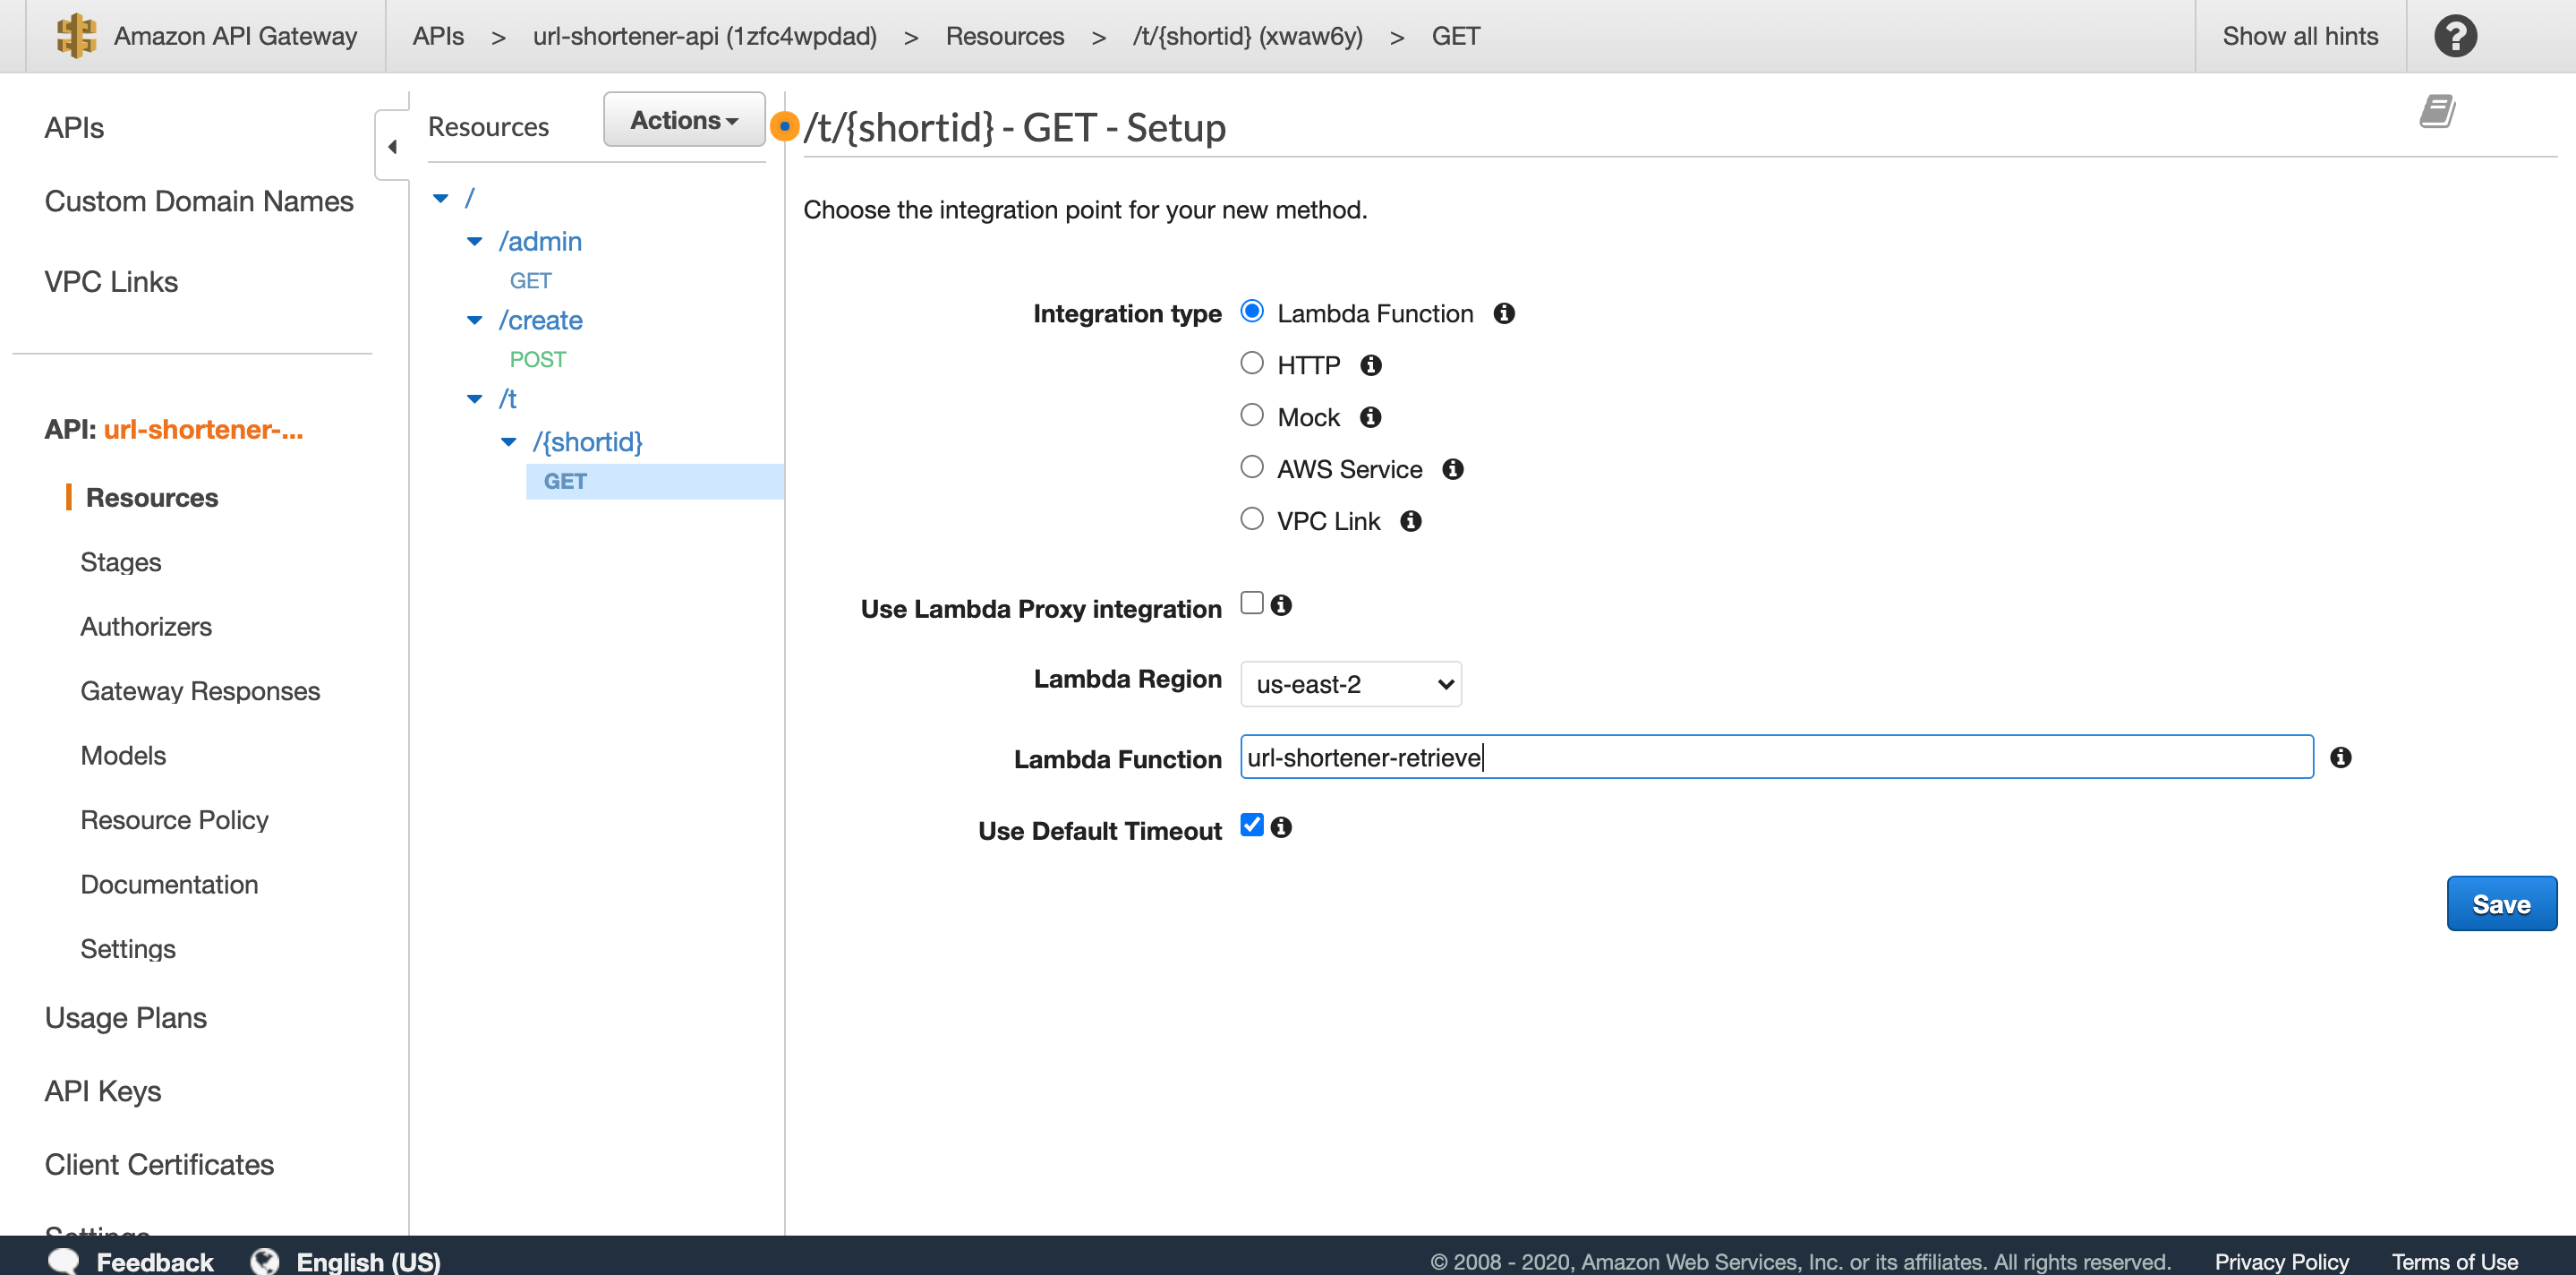 Amazon API Gateway
APIs > url-shortener-api (1zfc4wpdad) > Resources > /t/{shortid} (xwaw6y) > GET
Show all hints
?
APIs
Custom Domain Names
VPC Links
API: url-shortener-...
Resources
Stages
Authorizers
Gateway Responses
Models
Resource Policy
Documentation
Settings
Usage Plans
API Keys
Client Certificates
Settings
Resources
Actions
/
/admin
GET
/create
POST
/t
/{shortid}
GET
/t/{shortid} - GET - Setup
Choose the integration point for your new method.
Integration type
Lambda Function
HTTP
Mock
AWS Service
VPC Link
Use Lambda Proxy integration
Lambda Region
us-east-2
Lambda Function
url-shortener-retrieve
Use Default Timeout
Save
Feedback
English (US)
© 2008 - 2020, Amazon Web Services, Inc. or its affiliates. All rights reserved.
Privacy Policy
Terms of Use